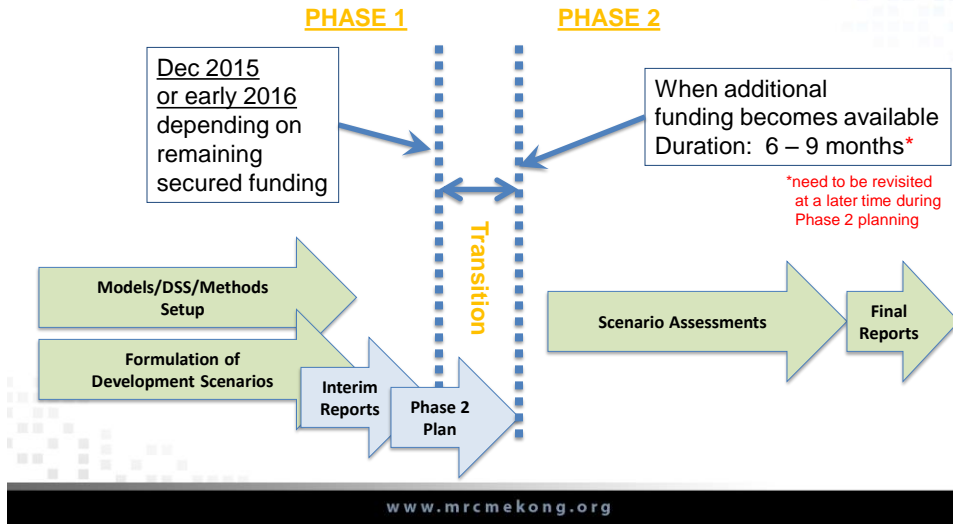 PHASE 1
PHASE 2
Dec 2015
or early 2016
depending on
remaining
secured funding
When additional
funding becomes available
Duration:  6 – 9 months*
*need to be revisited
at a later time during
Phase 2 planning
Transition
Models/DSS/Methods
Setup
Formulation of
Development Scenarios
Interim
Reports
Phase 2
Plan
Scenario Assessments
Final
Reports
www.mrcmekong.org